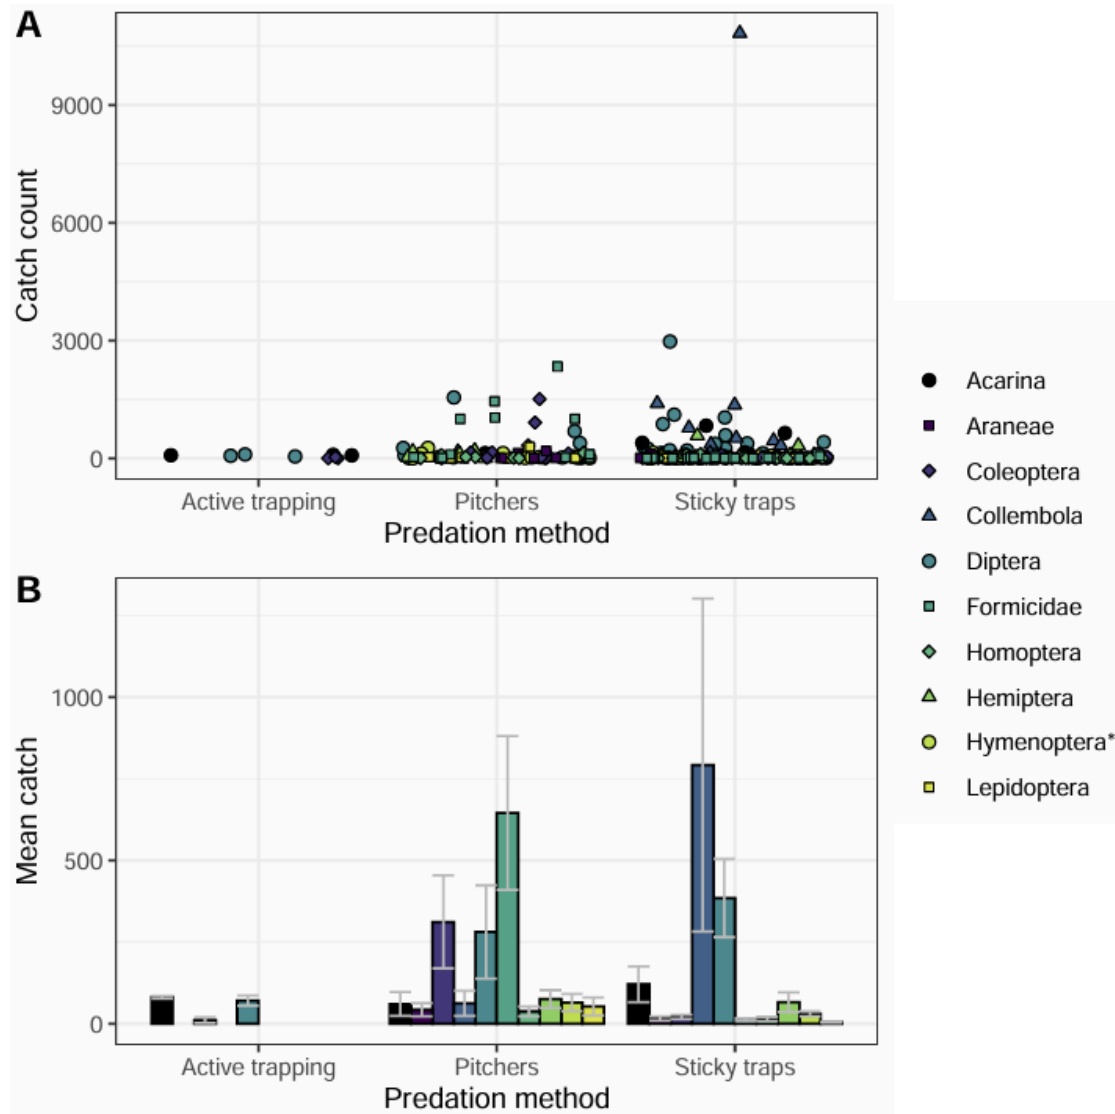 A
9000
6000
3000
0
Catch count
Active trapping
Pitchers
Sticky traps
Predation method
B
1000
500
0
Mean catch
Active trapping
Pitchers
Sticky traps
Predation method
Acarina
Araneae
Coleoptera
Collembola
Diptera
Formicidae
Homoptera
Hemiptera
Hymenoptera*
Lepidoptera